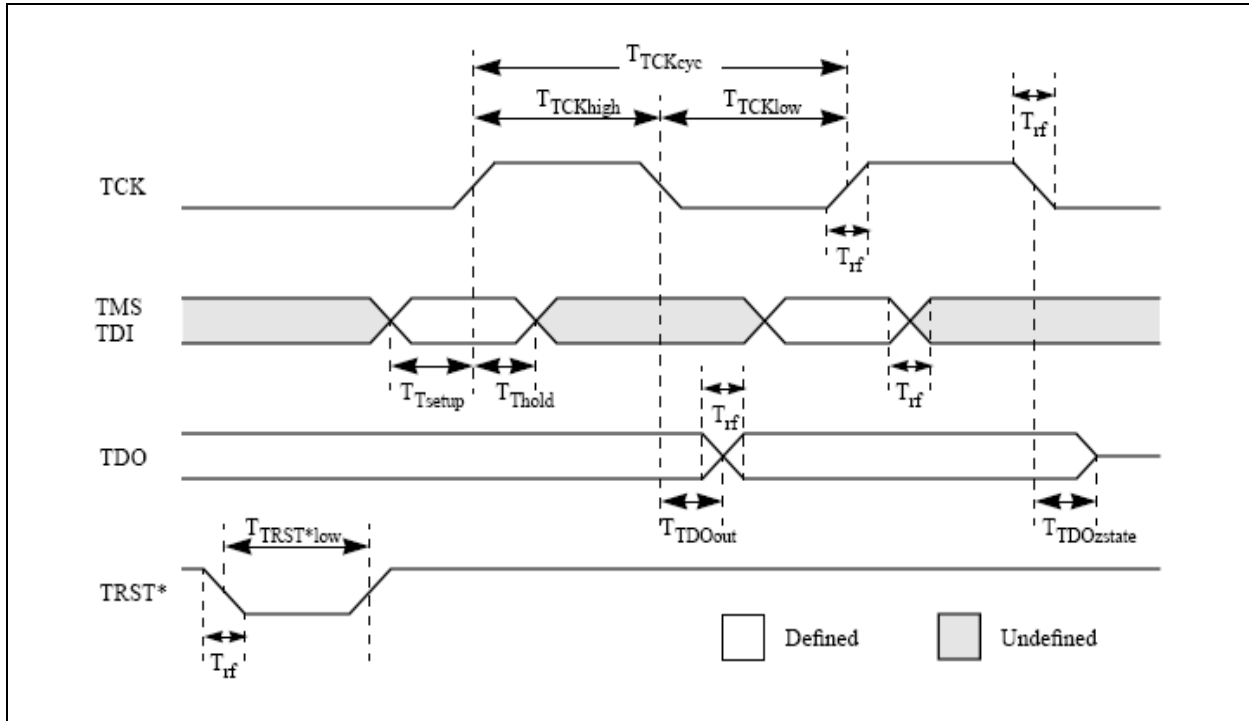 TTCKcyc
TTCKhigh
TTCKlow
Trf
TCK
Trf
TMS
TDI
TTsetup
TThold
Trf
Trf
TDO
TTDOout
TTDOzstate
TTRST*low
TRST*
Trf
Defined
Undefined